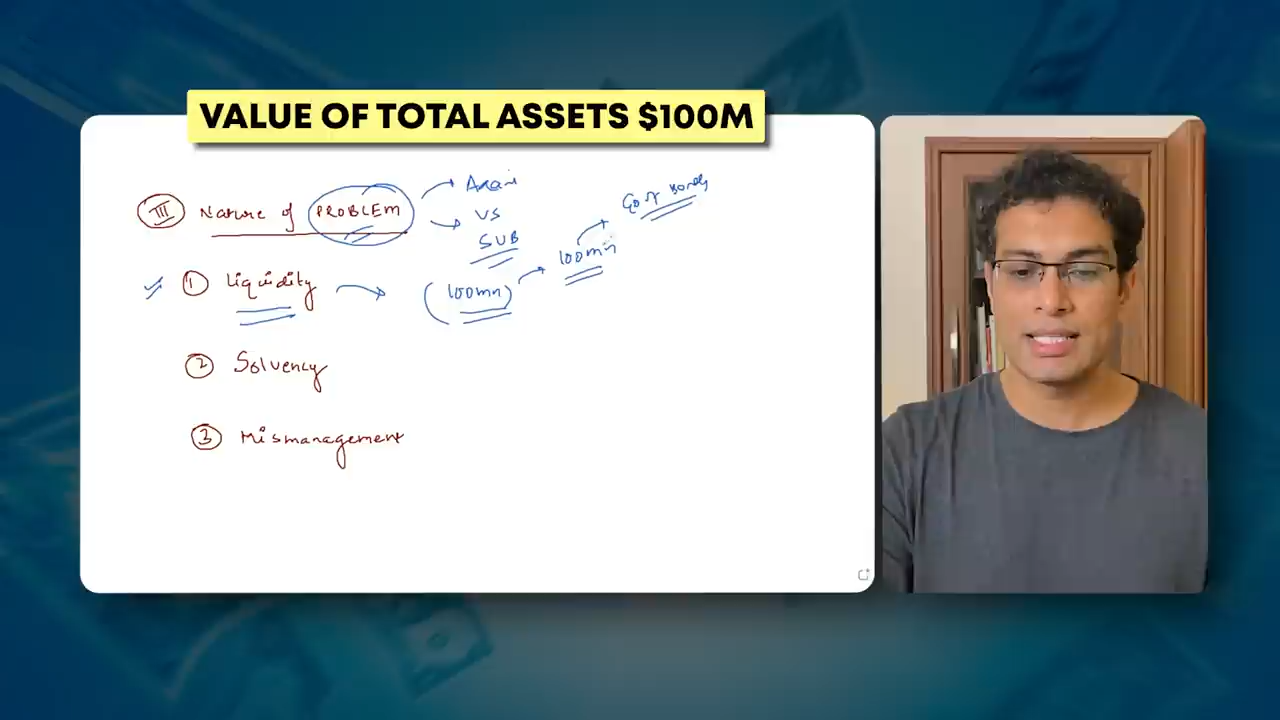 VALUE OF TOTAL ASSETS $100M
III Nature of PROBLEM
VS
SUB
Govt bonds
100mn
1 Liquidity
(100mn)
2 Solvency
3 Mismanagement